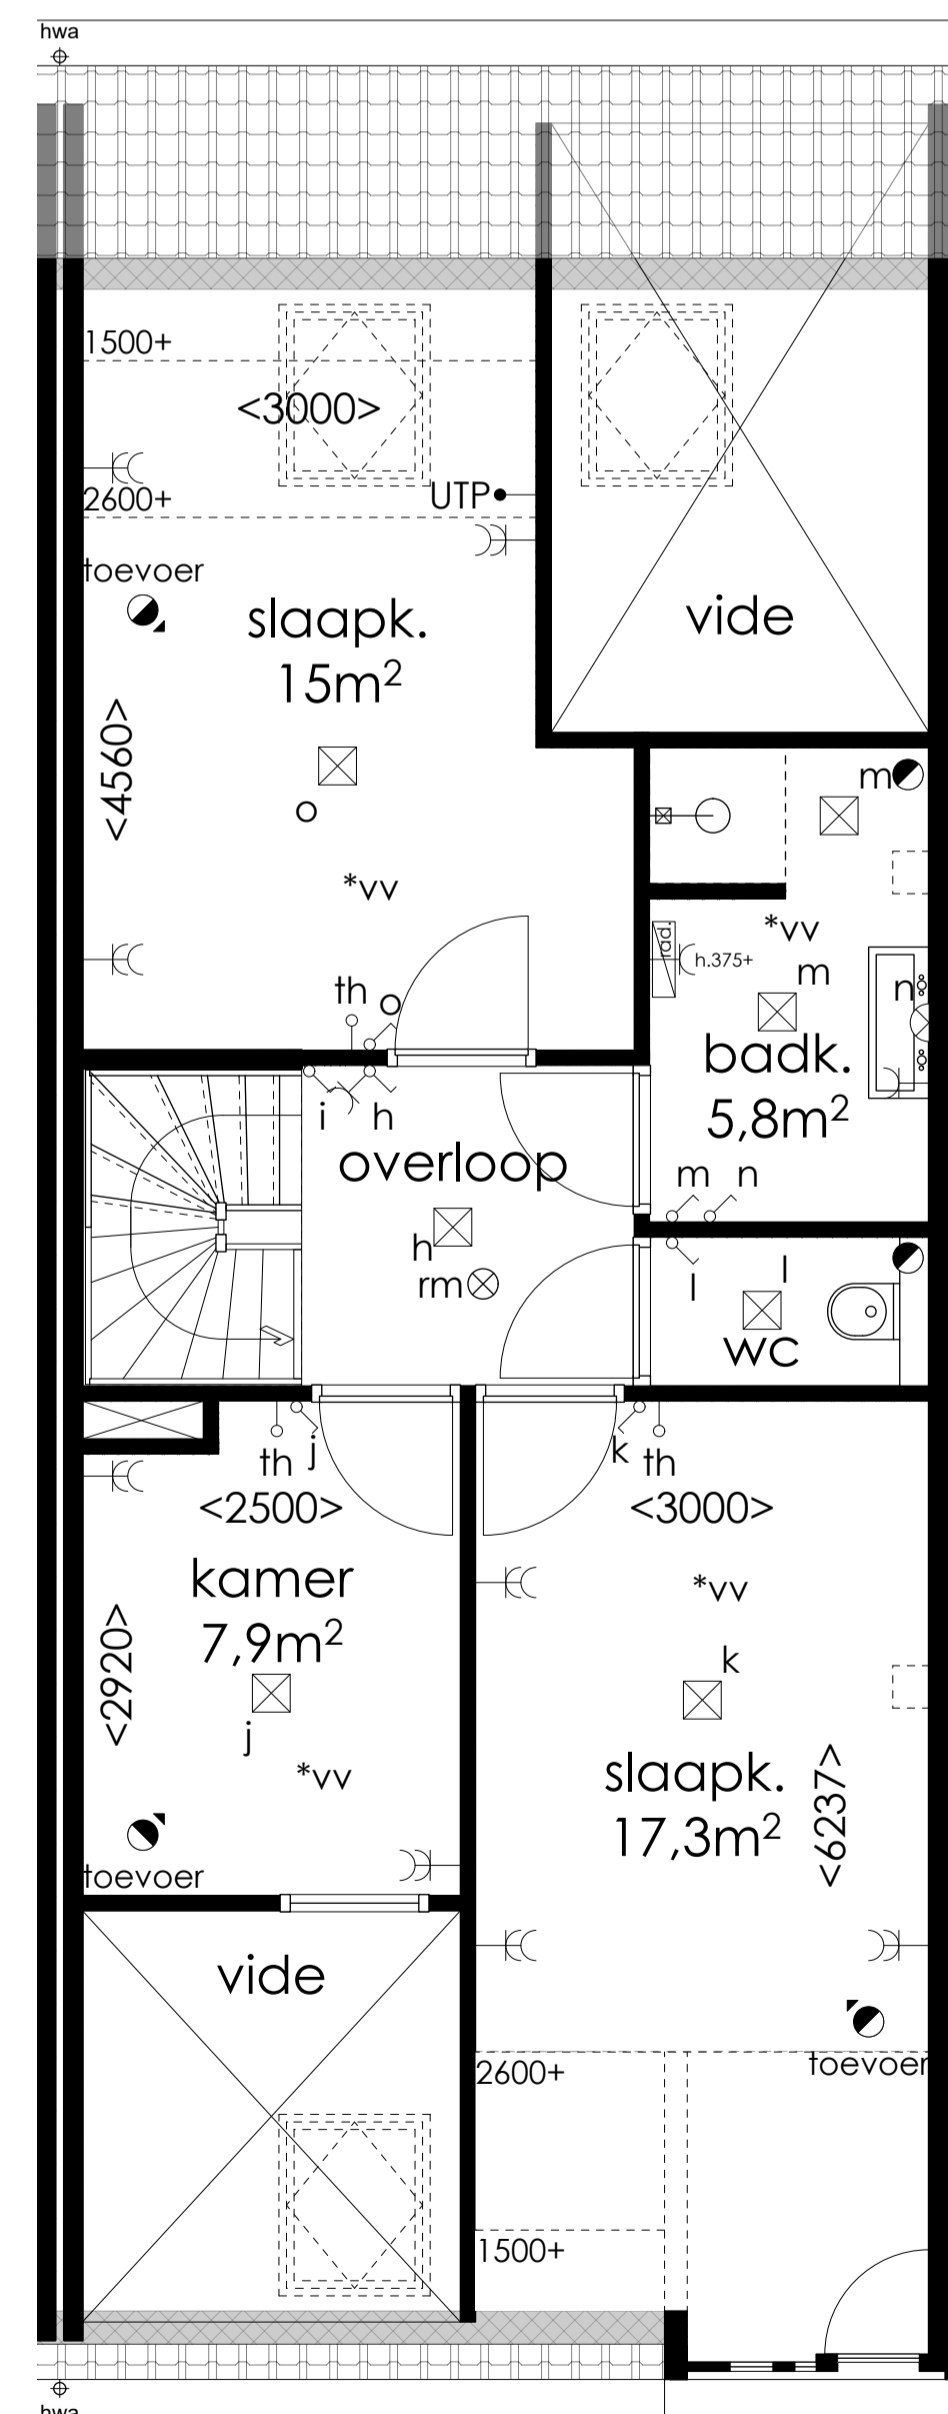 hwa
1500+
<3000>
2600+
UTP
toevoer
slaapk.
15m²
vide
<4560>
m
o
*vv
*vv
rad.
h.375+
m
n
th
o
badk.
5,8m²
i
h
overloop
m
n
h
rm
l
l
wc
th
j
k
th
<2500>
<3000>
kamer
7,9m²
*vv
<2920>
k
j
*vv
slaapk.
17,3m²
<6237>
toevoer
vide
toevoer
2600+
1500+
hwa